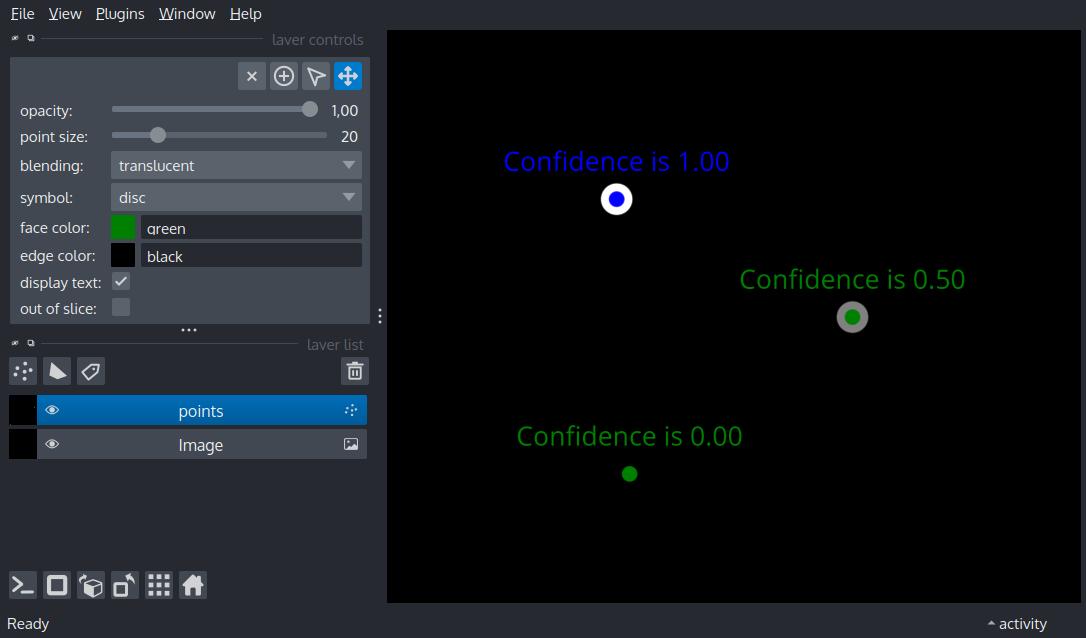 File View Plugins Window Help
layer controls
opacity: 1,00
point size: 20
blending: translucent
symbol: disc
face color: green
edge color: black
display text:
out of slice:
layer list
points
Image
Confidence is 1.00
Confidence is 0.50
Confidence is 0.00
Ready
activity